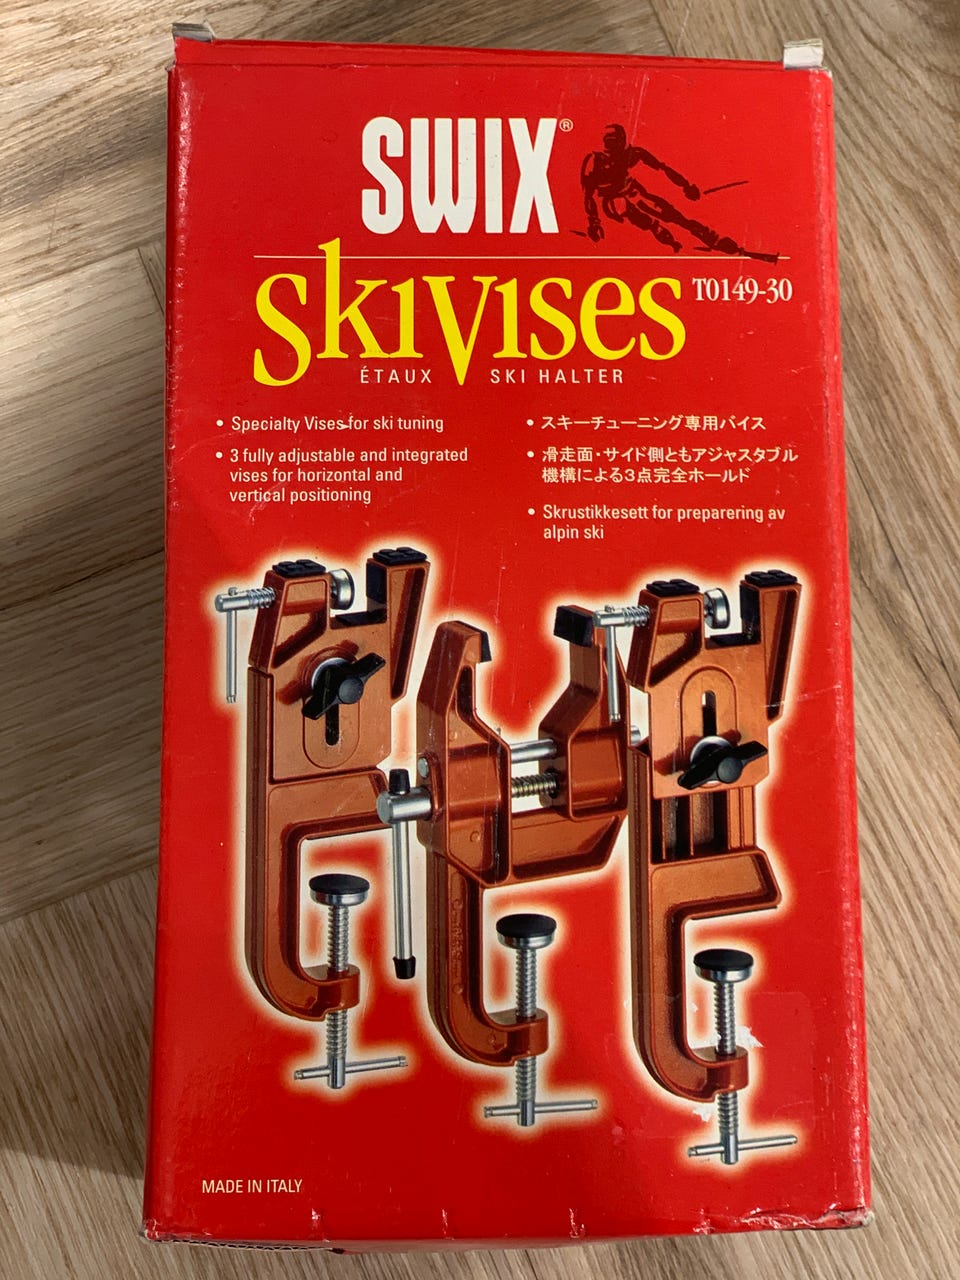 SWIX®
SkiVises T0149-30
ÉTAUX SKI HALTER
• Specialty Vises for ski tuning
• 3 fully adjustable and integrated
vises for horizontal and
vertical positioning
• スキーチューニング専用バイス
• 滑走面・サイド側ともアジャスタブル
機構による3点完全ホールド
• Skrustikkesett for preparering av
alpin ski
MADE IN ITALY